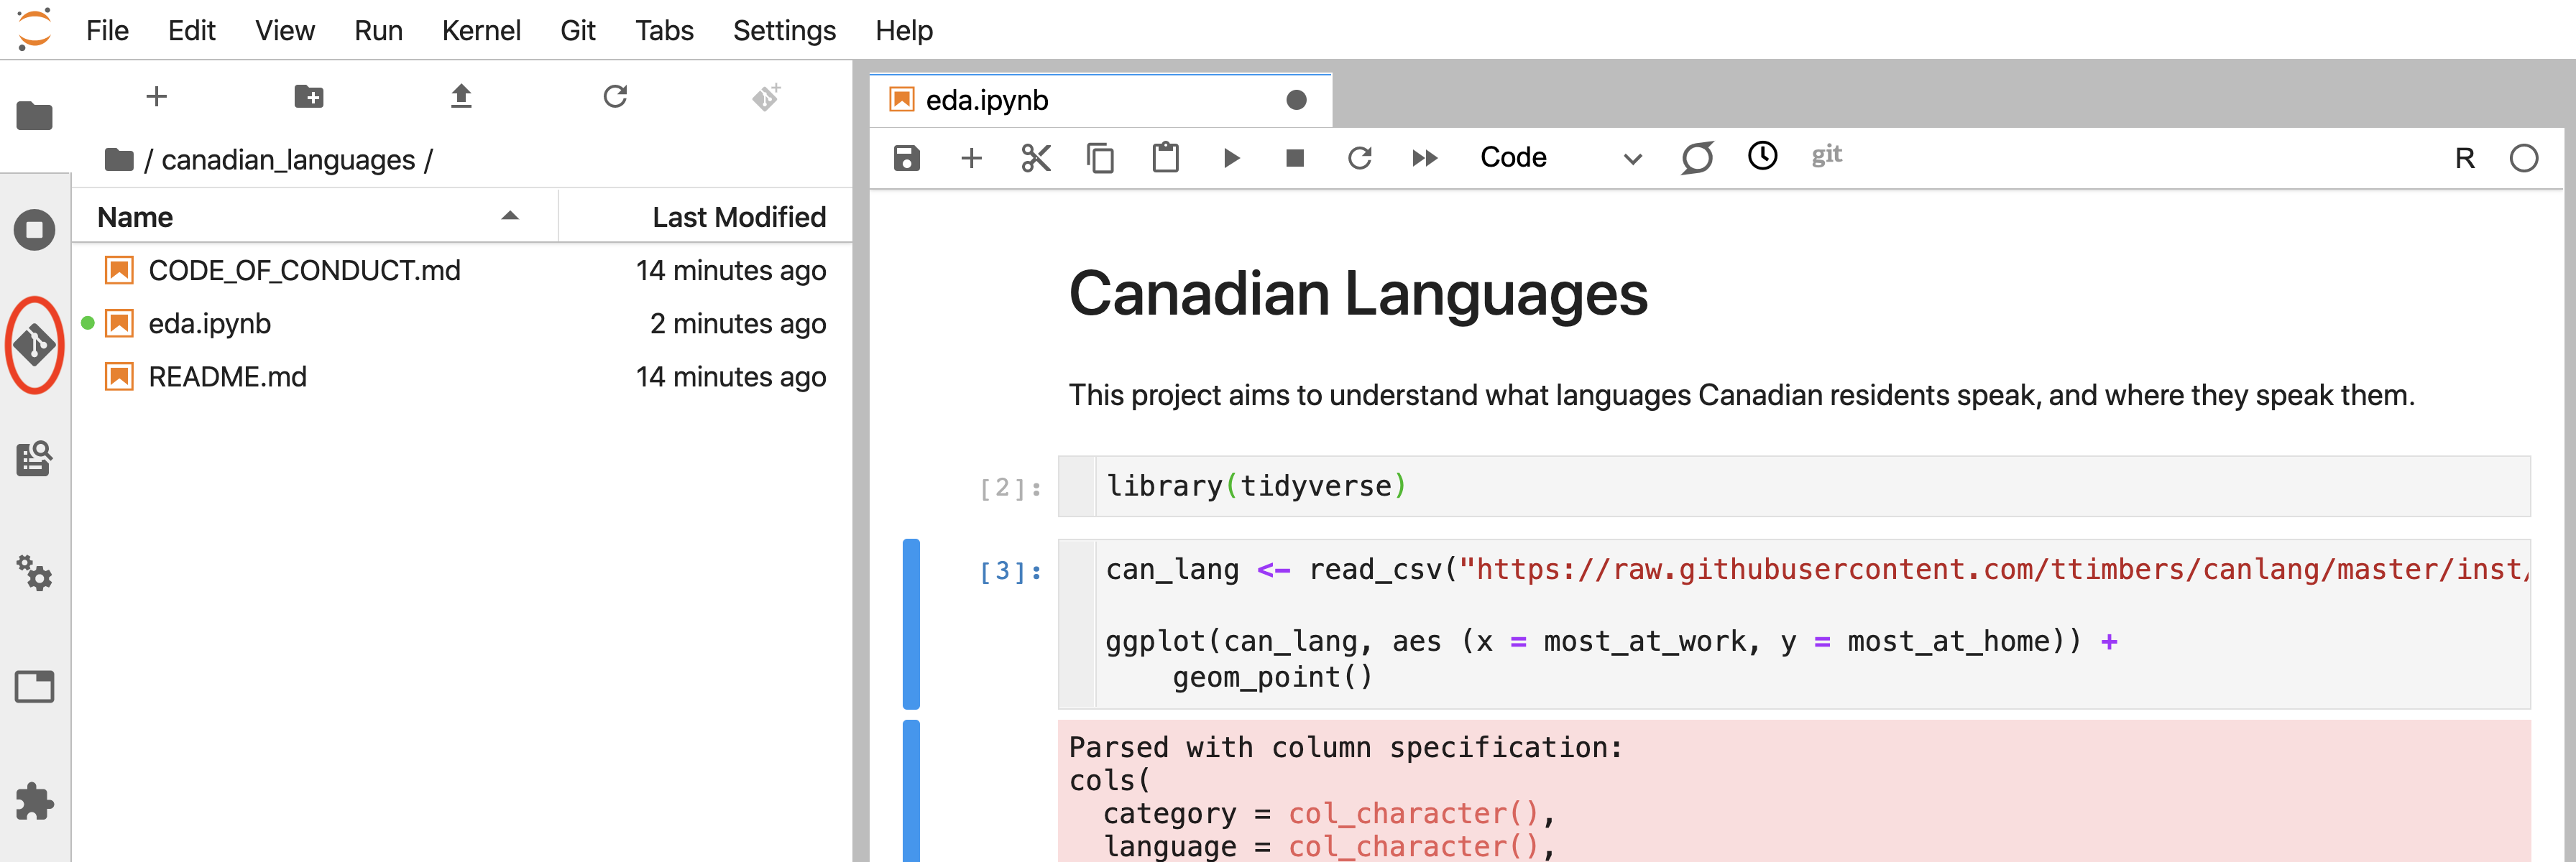 File Edit View Run Kernel Git Tabs Settings Help
/ canadian_languages /
Name Last Modified
CODE_OF_CONDUCT.md 14 minutes ago
eda.ipynb 2 minutes ago
README.md 14 minutes ago
eda.ipynb
Code git R
Canadian Languages
This project aims to understand what languages Canadian residents speak, and where they speak them.
[2]: library(tidyverse)
[3]: can_lang <- read_csv("https://raw.githubusercontent.com/ttimbers/canlang/master/inst/
ggplot(can_lang, aes (x = most_at_work, y = most_at_home)) +
geom_point()
Parsed with column specification:
cols(
category = col_character(),
language = col_character(),